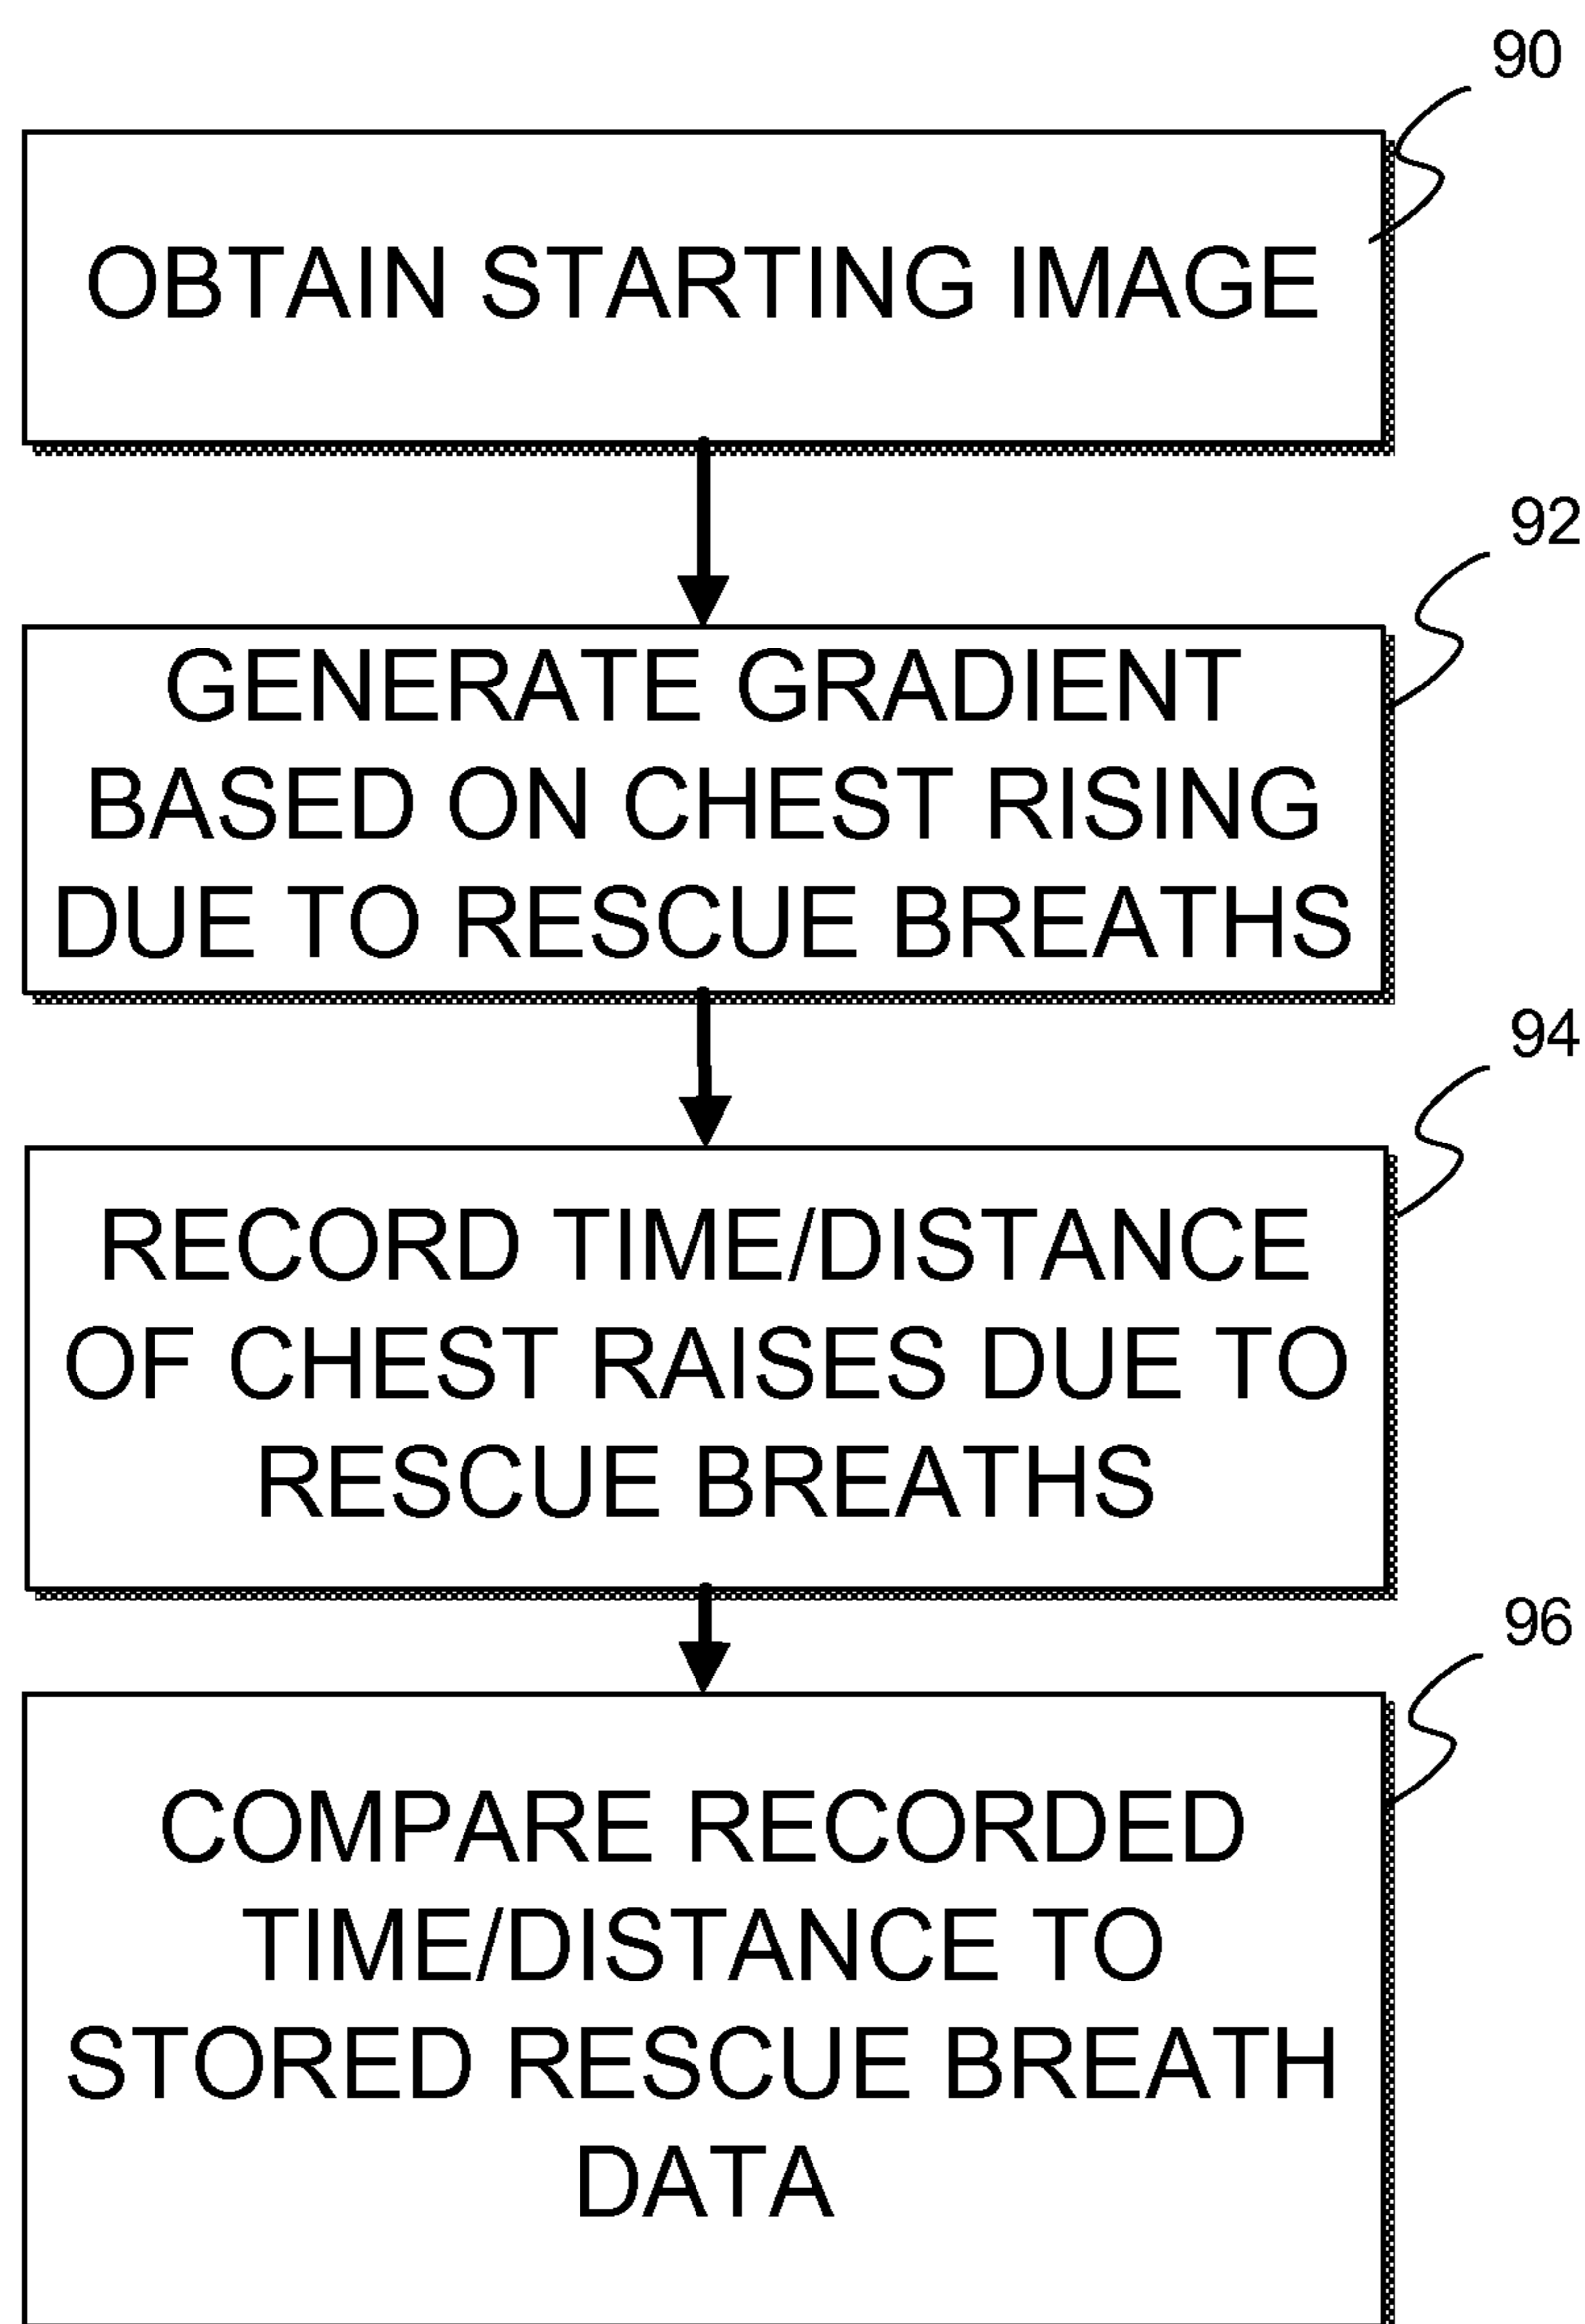 90
OBTAIN STARTING IMAGE
92
GENERATE GRADIENT
BASED ON CHEST RISING
DUE TO RESCUE BREATHS
94
RECORD TIME/DISTANCE
OF CHEST RAISES DUE TO
RESCUE BREATHS
96
COMPARE RECORDED
TIME/DISTANCE TO
STORED RESCUE BREATH
DATA